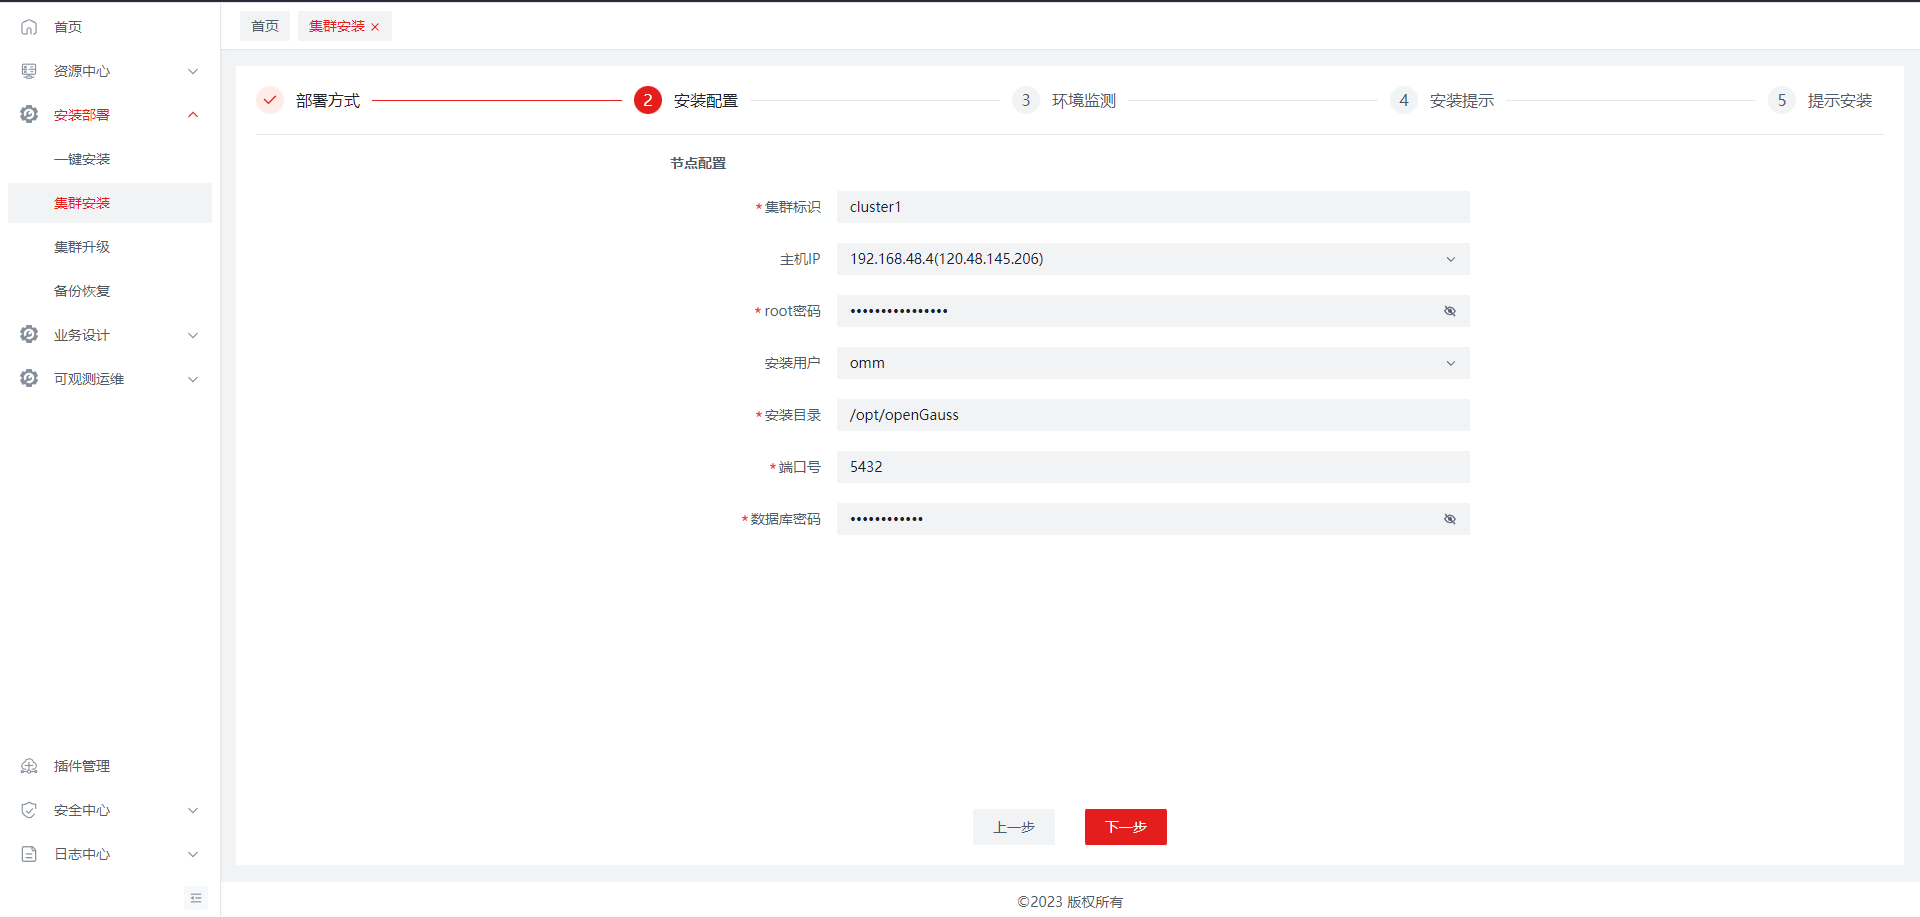 首页
资源中心
安装部署
一键安装
集群安装
集群升级
备份恢复
业务设计
可观测运维
插件管理
安全中心
日志中心
首页 集群安装
部署方式 2 安装配置 3 环境监测 4 安装提示 5 提示安装
节点配置
*集群标识 cluster1
主机IP 192.168.48.4(120.48.145.206)
*root密码 ••••••••••••••••
安装用户 omm
*安装目录 /opt/openGauss
*端口号 5432
*数据库密码 ••••••••••••
上一步 下一步
©2023 版权所有